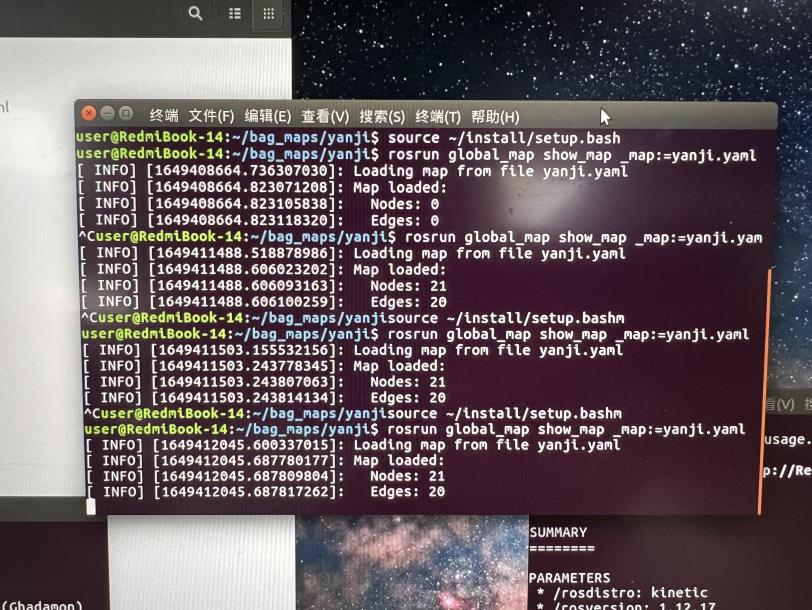 终端 文件(F) 编辑(E) 查看(V) 搜索(S) 终端(T) 帮助(H)
user@RedmiBook-14:~/bag_maps/yanji$ source ~/install/setup.bash
user@RedmiBook-14:~/bag_maps/yanji$ rosrun global_map show_map _map:=yanji.yaml
[ INFO] [1649408664.736307030]: Loading map from file yanji.yaml
[ INFO] [1649408664.823071208]: Map loaded:
[ INFO] [1649408664.823105838]:   Nodes: 0
[ INFO] [1649408664.823118320]:   Edges: 0
^Cuser@RedmiBook-14:~/bag_maps/yanji$ rosrun global_map show_map _map:=yanji.yam
[ INFO] [1649411488.518878986]: Loading map from file yanji.yaml
[ INFO] [1649411488.606023202]: Map loaded:
[ INFO] [1649411488.606093163]:   Nodes: 21
[ INFO] [1649411488.606100259]:   Edges: 20
^Cuser@RedmiBook-14:~/bag_maps/yanjisource ~/install/setup.bashm
user@RedmiBook-14:~/bag_maps/yanji$ rosrun global_map show_map _map:=yanji.yaml
[ INFO] [1649411503.155532156]: Loading map from file yanji.yaml
[ INFO] [1649411503.243778345]: Map loaded:
[ INFO] [1649411503.243807063]:   Nodes: 21
[ INFO] [1649411503.243814134]:   Edges: 20
^Cuser@RedmiBook-14:~/bag_maps/yanjisource ~/install/setup.bashm
user@RedmiBook-14:~/bag_maps/yanji$ rosrun global_map show_map _map:=yanji.yaml
[ INFO] [1649412045.600337015]: Loading map from file yanji.yaml
[ INFO] [1649412045.687780177]: Map loaded:
[ INFO] [1649412045.687809804]:   Nodes: 21
[ INFO] [1649412045.687817262]:   Edges: 20
(V)
usage.
p://Re
SUMMARY
========
PARAMETERS
* /rosdistro: kinetic
* /rosversion: 1.12.17
(Ghadamon)